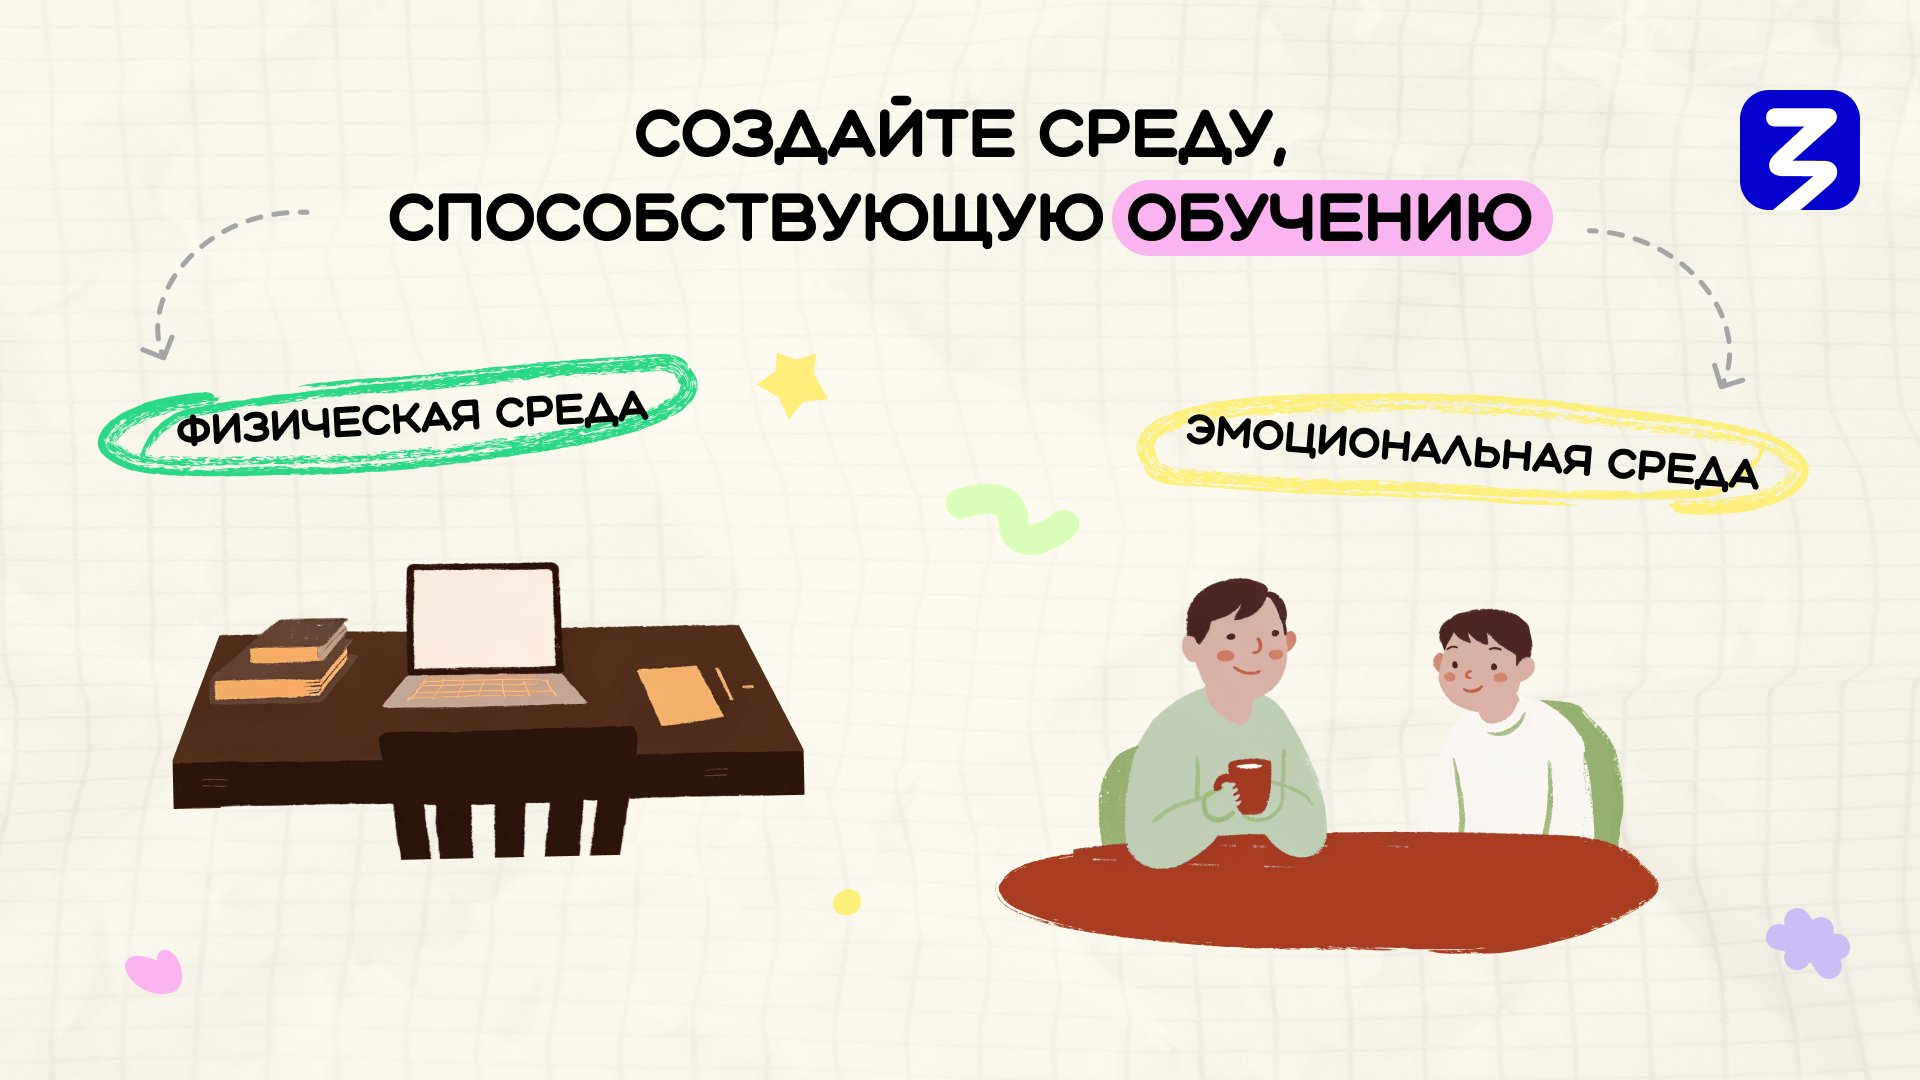 СОЗДАЙТЕ СРЕДУ,
СПОСОБСТВУЮЩУЮ ОБУЧЕНИЮ
ФИЗИЧЕСКАЯ СРЕДА
ЭМОЦИОНАЛЬНАЯ СРЕДА